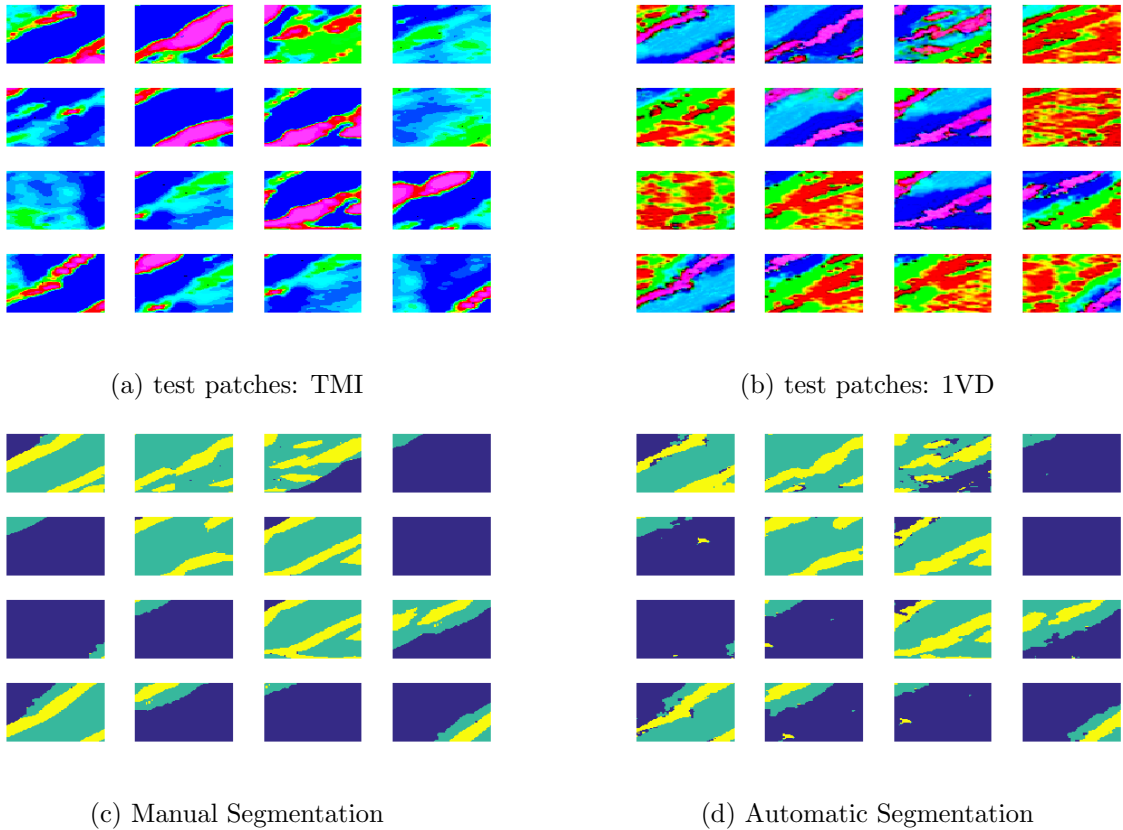 (a) test patches: TMI
(b) test patches: 1VD
(c) Manual Segmentation
(d) Automatic Segmentation